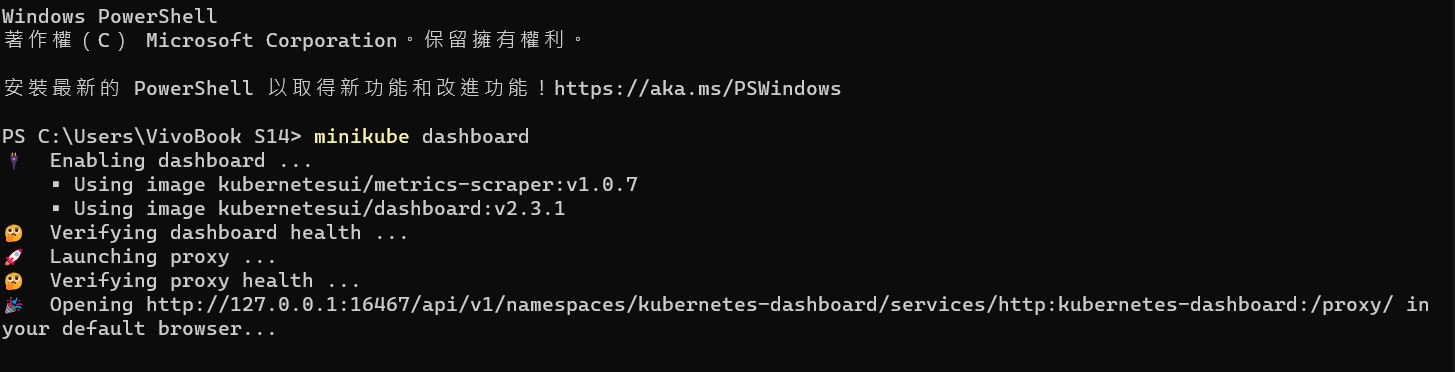 Windows PowerShell
著作權（C） Microsoft Corporation。保留擁有權利。
安裝最新的 PowerShell 以取得新功能和改進功能！https://aka.ms/PSWindows
PS C:\Users\VivoBook S14> minikube dashboard
Enabling dashboard ...
▪ Using image kubernetesui/metrics-scraper:v1.0.7
▪ Using image kubernetesui/dashboard:v2.3.1
Verifying dashboard health ...
Launching proxy ...
Verifying proxy health ...
Opening http://127.0.0.1:16467/api/v1/namespaces/kubernetes-dashboard/services/http:kubernetes-dashboard:/proxy/ in
your default browser...